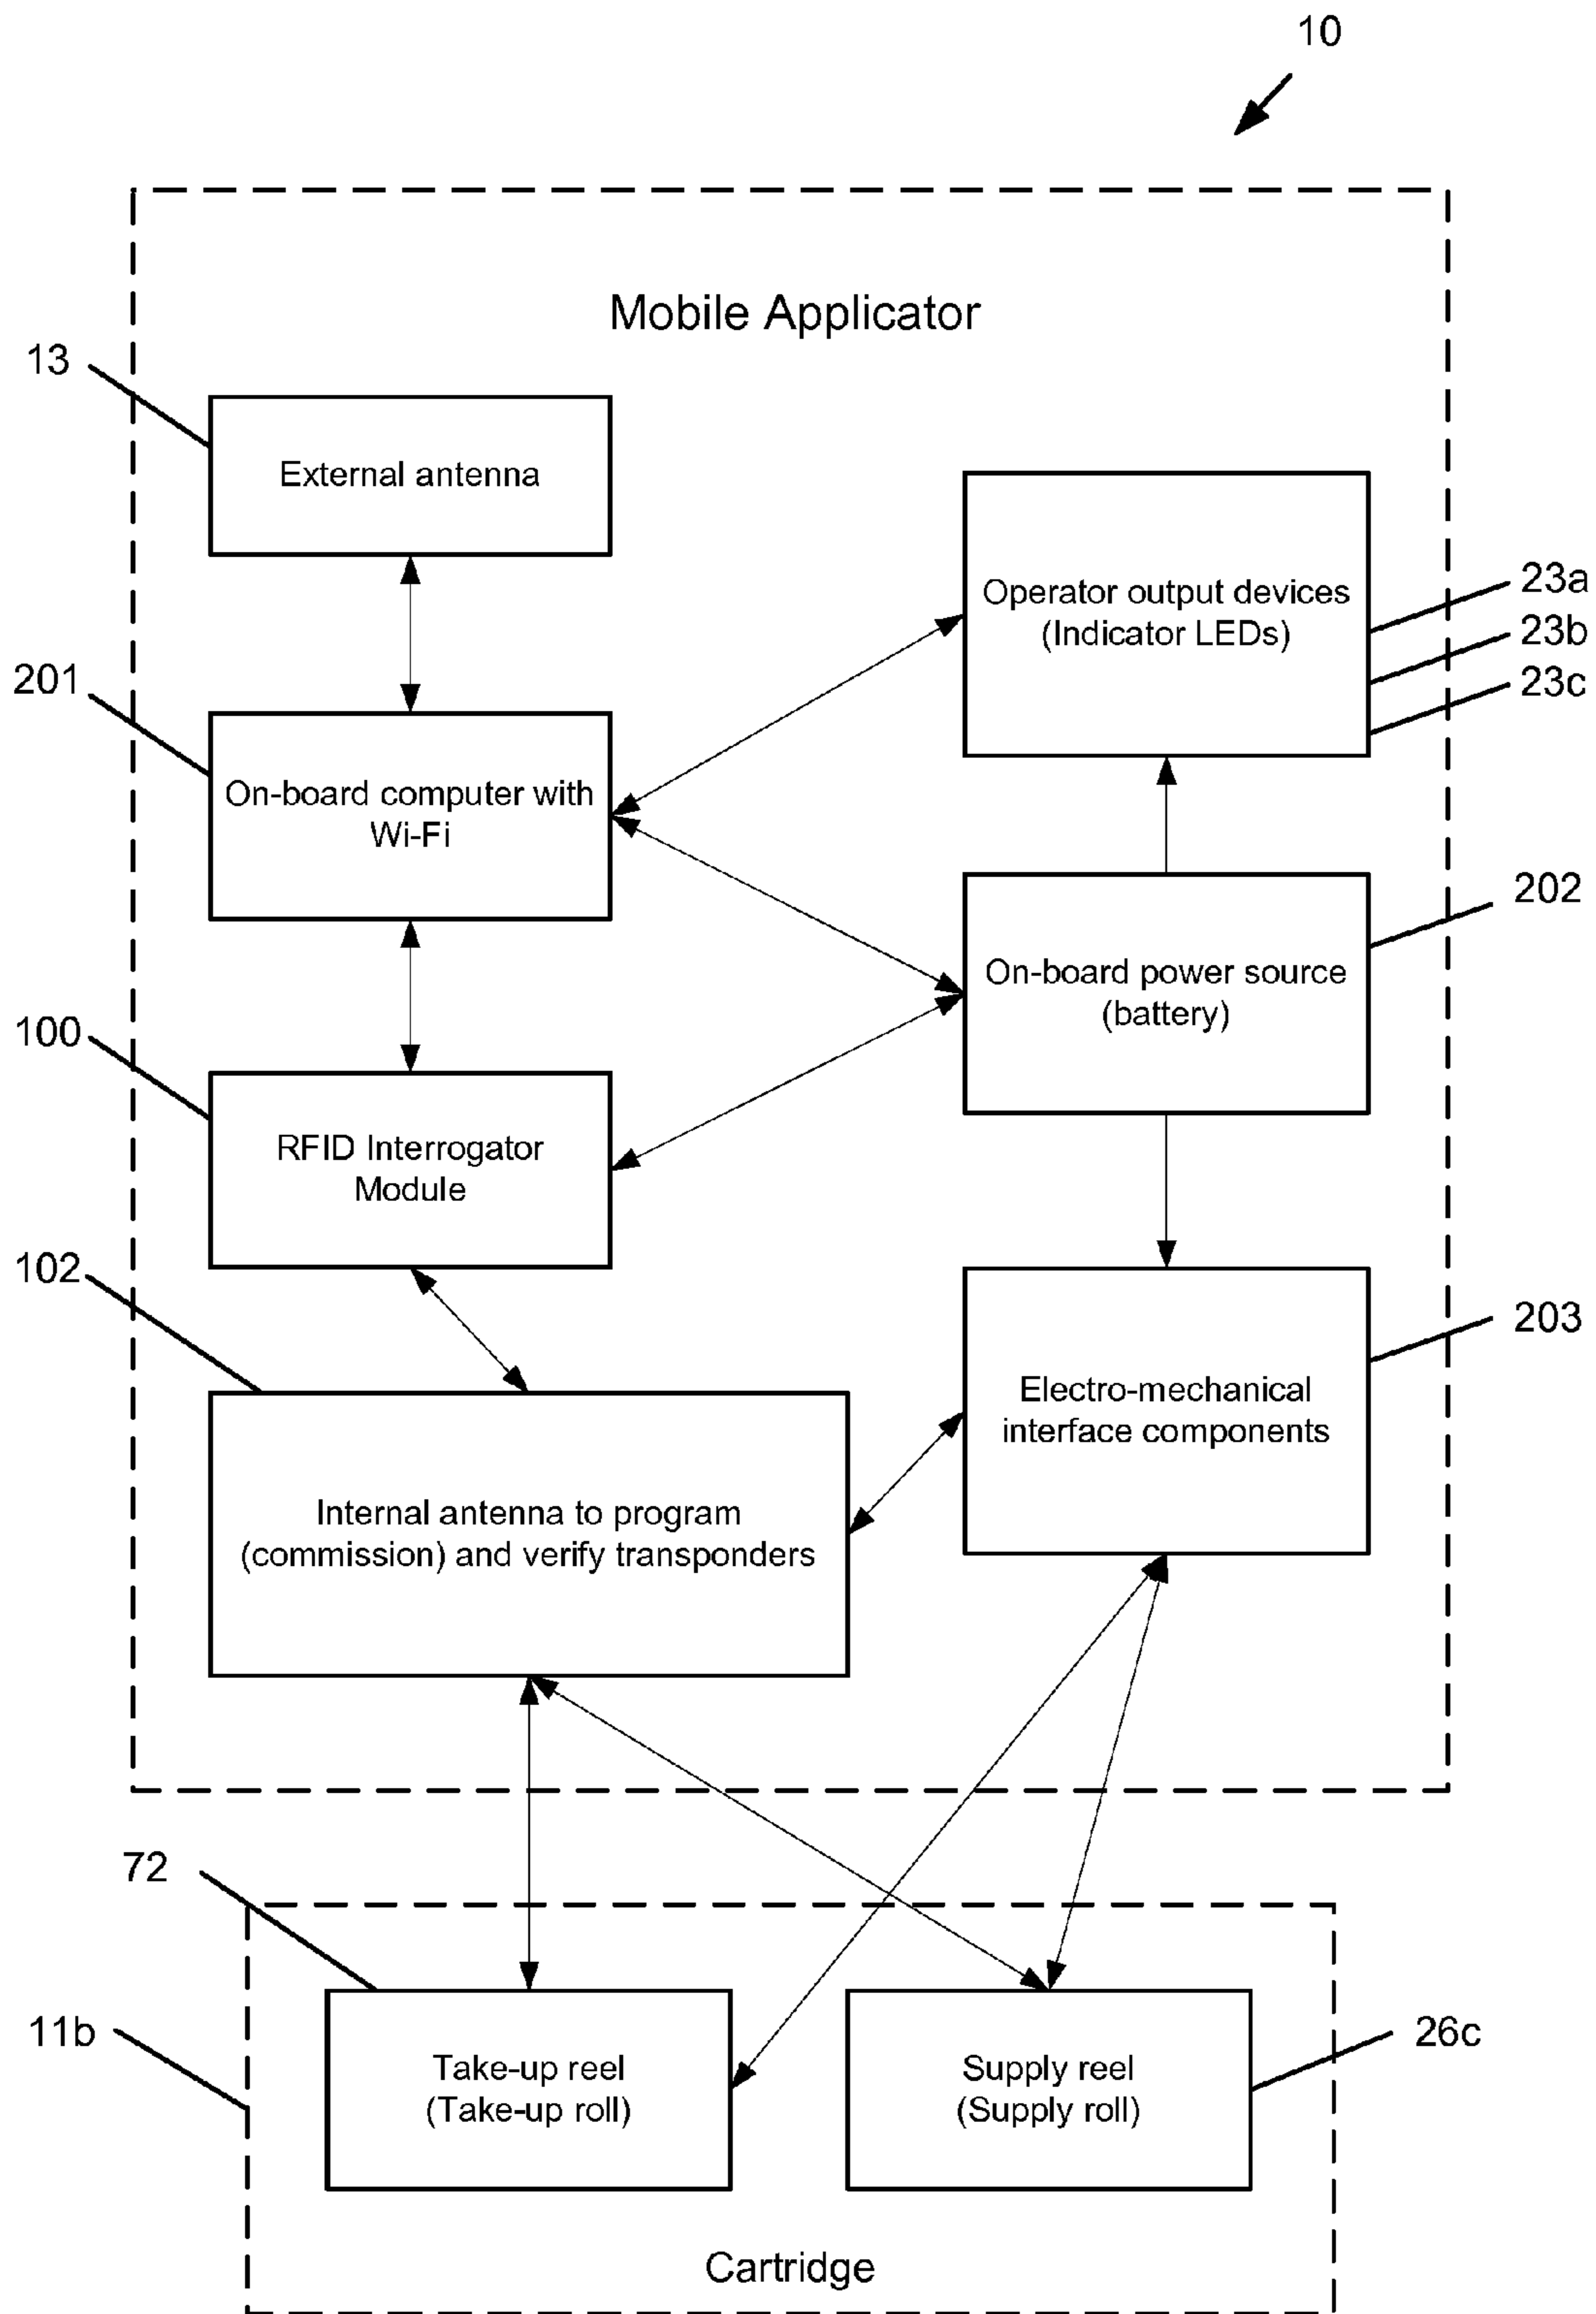 10
Mobile Applicator
13
External antenna
Operator output devices
(Indicator LEDs)
23a
23b
23c
201
On-board computer with
Wi-Fi
202
On-board power source
(battery)
100
RFID Interrogator
Module
102
203
Electro-mechanical
interface components
Internal antenna to program
(commission) and verify transponders
72
11b
26c
Take-up reel
(Take-up roll)
Supply reel
(Supply roll)
Cartridge